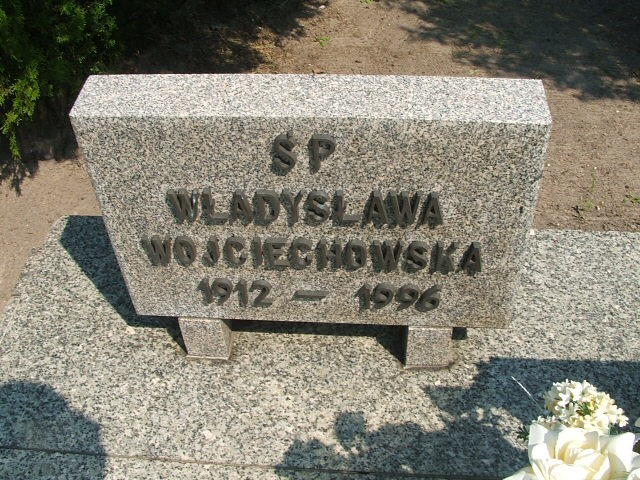 ŚP
WŁADYSŁAWA
WOJCIECHOWSKA
1912 – 1996